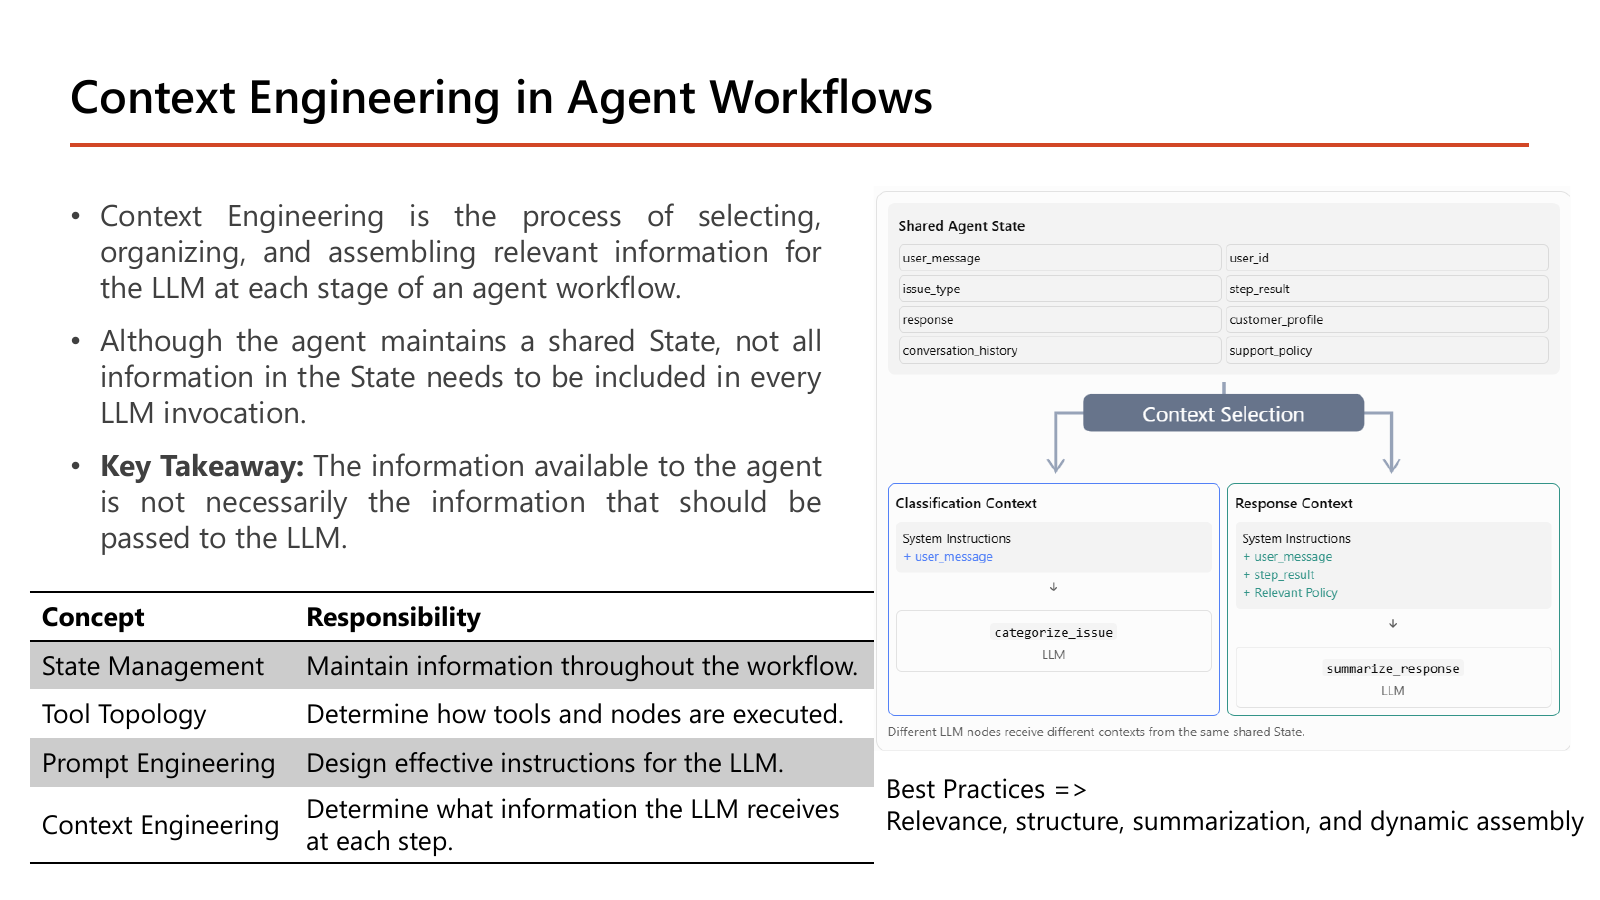 Context Engineering in Agent Workflows
• Context Engineering is the process of selecting,
organizing, and assembling relevant information for
the LLM at each stage of an agent workflow.
• Although the agent maintains a shared State, not all
information in the State needs to be included in every
LLM invocation.
• Key Takeaway: The information available to the agent
is not necessarily the information that should be
passed to the LLM.
Concept Responsibility
State Management Maintain information throughout the workflow.
Tool Topology Determine how tools and nodes are executed.
Prompt Engineering Design effective instructions for the LLM.
Context Engineering Determine what information the LLM receives
at each step.
Shared Agent State
user_message user_id
issue_type step_result
response customer_profile
conversation_history support_policy
Context Selection
Classification Context
System Instructions
+ user_message
↓
categorize_issue
LLM
Response Context
System Instructions
+ user_message
+ step_result
+ Relevant Policy
↓
summarize_response
LLM
Different LLM nodes receive different contexts from the same shared State.
Best Practices =>
Relevance, structure, summarization, and dynamic assembly